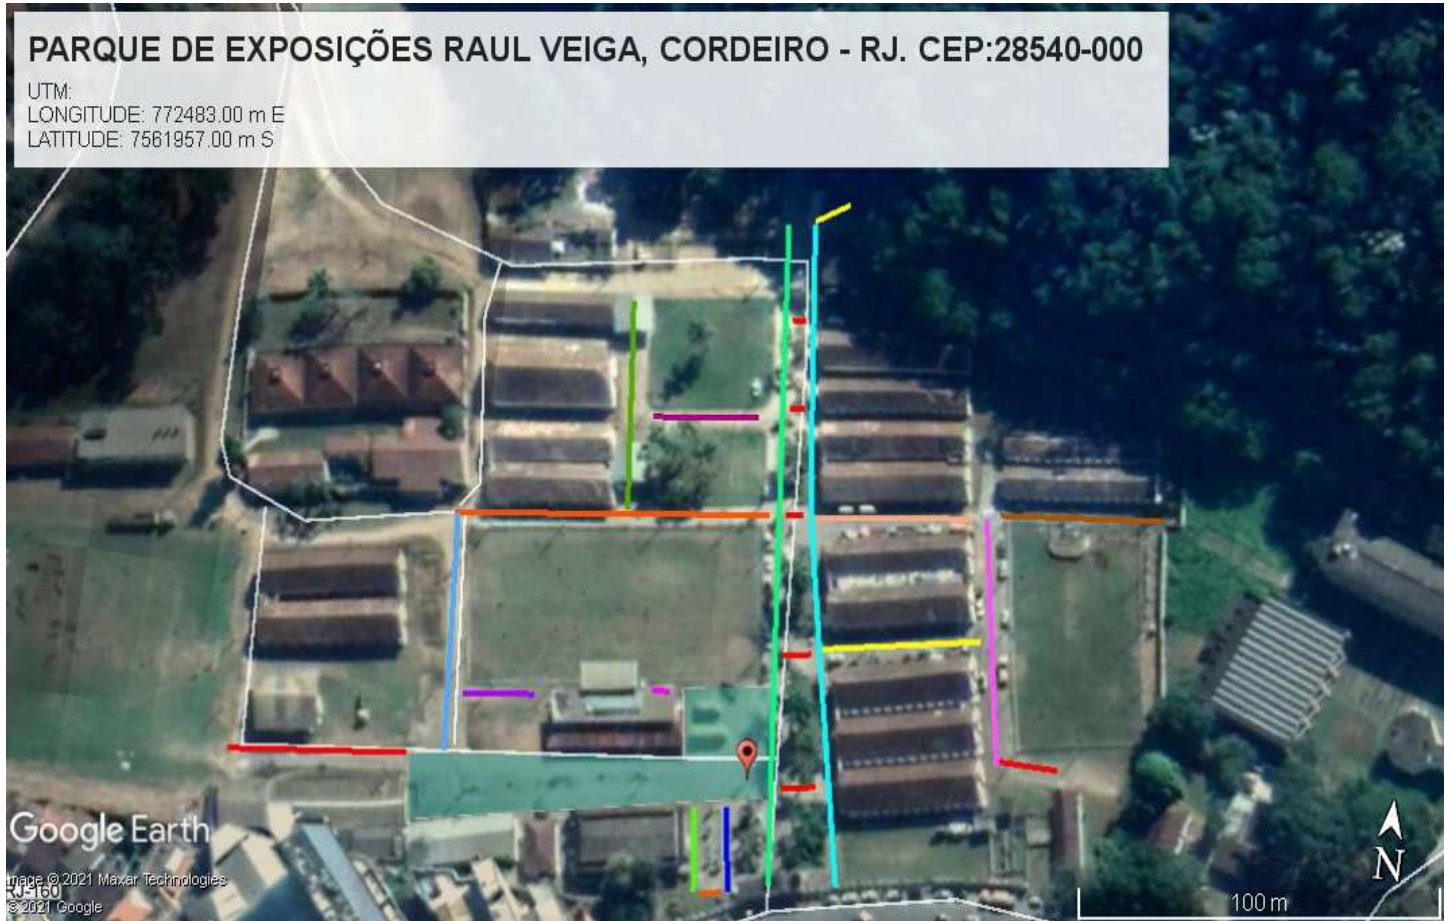 PARQUE DE EXPOSIÇÕES RAUL VEIGA, CORDEIRO - RJ. CEP:28540-000
UTM:
LONGITUDE: 772483.00 m E
LATITUDE: 7561957.00 m S
Google Earth
mage © 2021 Maxar Technologies
RJ-160
© 2021 Google
N
100 m